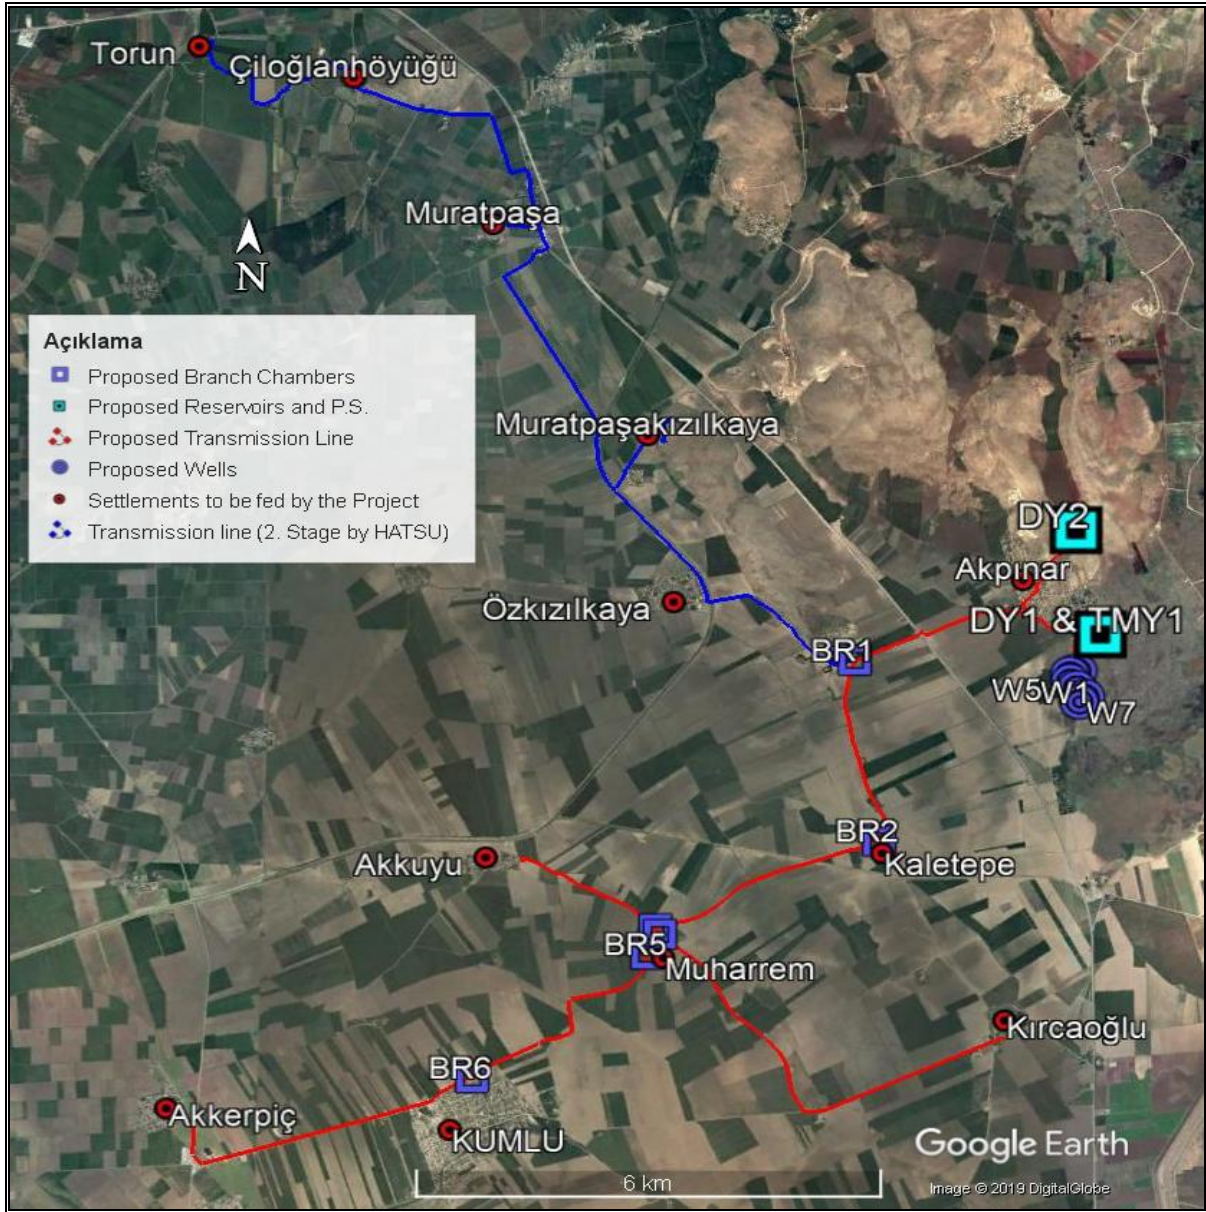 Torun
Çiloğlanhöyüğü
Muratpaşa
N
Açıklama
Proposed Branch Chambers
Proposed Reservoirs and P.S.
Proposed Transmission Line
Proposed Wells
Settlements to be fed by the Project
Transmission line (2. Stage by HATSU)
Muratpaşakızılkaya
DY2
Akpınar
Özkızılkaya
DY1 & TMY1
BR1
W5
W1
W7
BR2
Akkuyu
Kaletepe
BR5
Muharrem
Kırcaoğlu
BR6
Akkerpiç
KUMLU
Google Earth
6 km
Image © 2019 DigitalGlobe